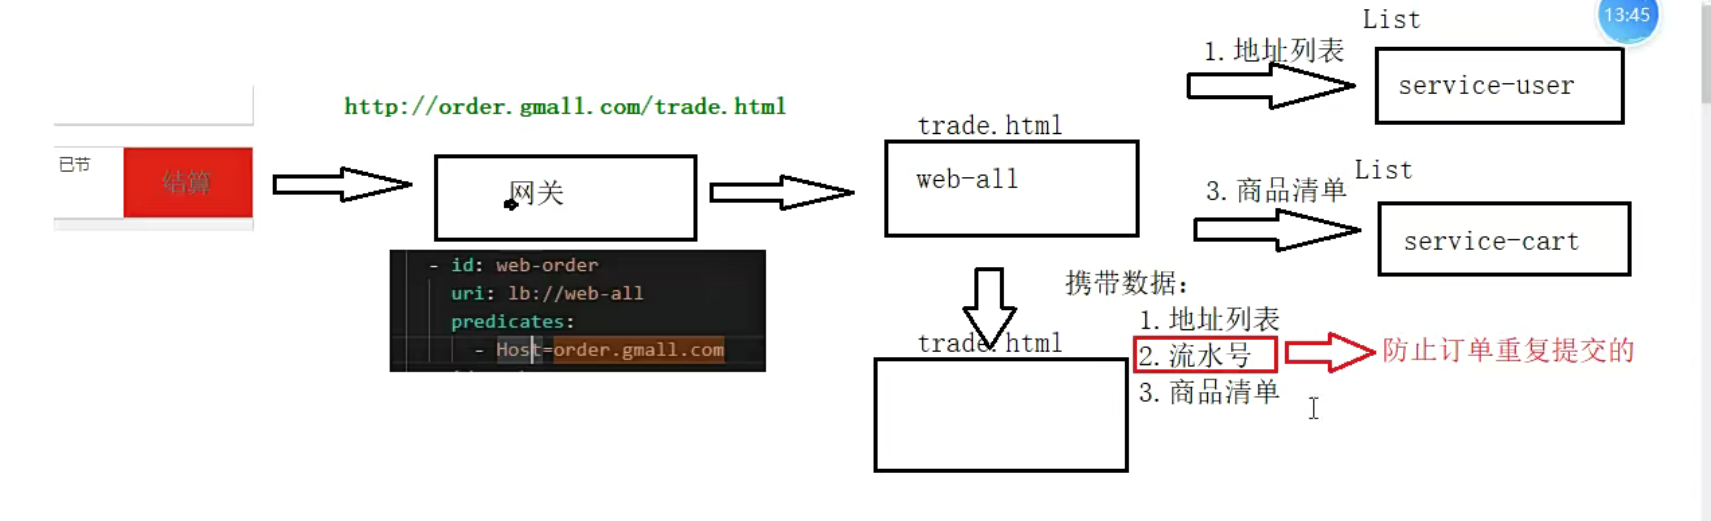 13:45
List
1.地址列表
service-user
http://order.gmall.com/trade.html
trade.html
已节
结算
网关
web-all
List
3.商品清单
service-cart
- id: web-order
uri: lb://web-all
predicates:
- Host=order.gmall.com
携带数据:
1.地址列表
trade.html
2.流水号
防止订单重复提交的
3.商品清单